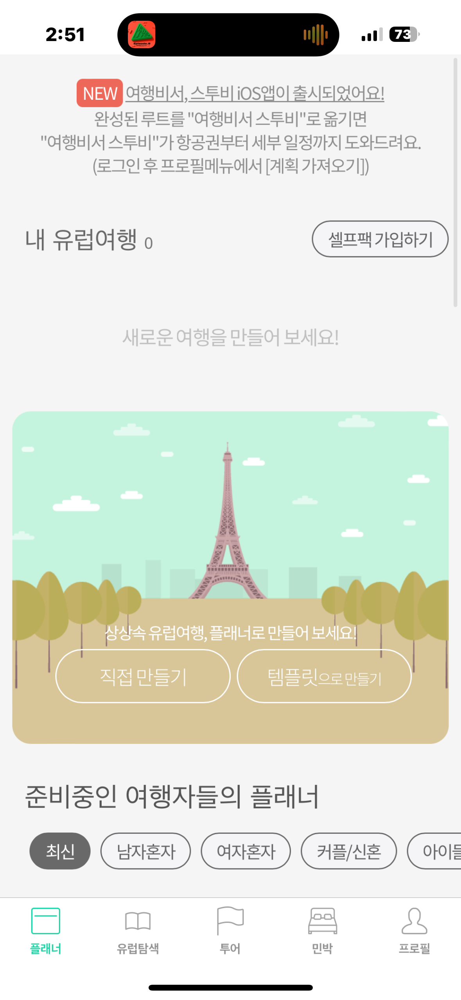 2:51
Episode.8
73
NEW 여행비서, 스투비 iOS앱이 출시되었어요!
완성된 루트를 "여행비서 스투비"로 옮기면
"여행비서 스투비"가 항공권부터 세부 일정까지 도와드려요.
(로그인 후 프로필메뉴에서 [계획 가져오기])
내 유럽여행 0
셀프팩 가입하기
새로운 여행을 만들어 보세요!
상상속 유럽여행, 플래너로 만들어 보세요!
직접 만들기
템플릿으로 만들기
준비중인 여행자들의 플래너
최신
남자혼자
여자혼자
커플/신혼
플래너
유럽탐색
투어
민박
프로필